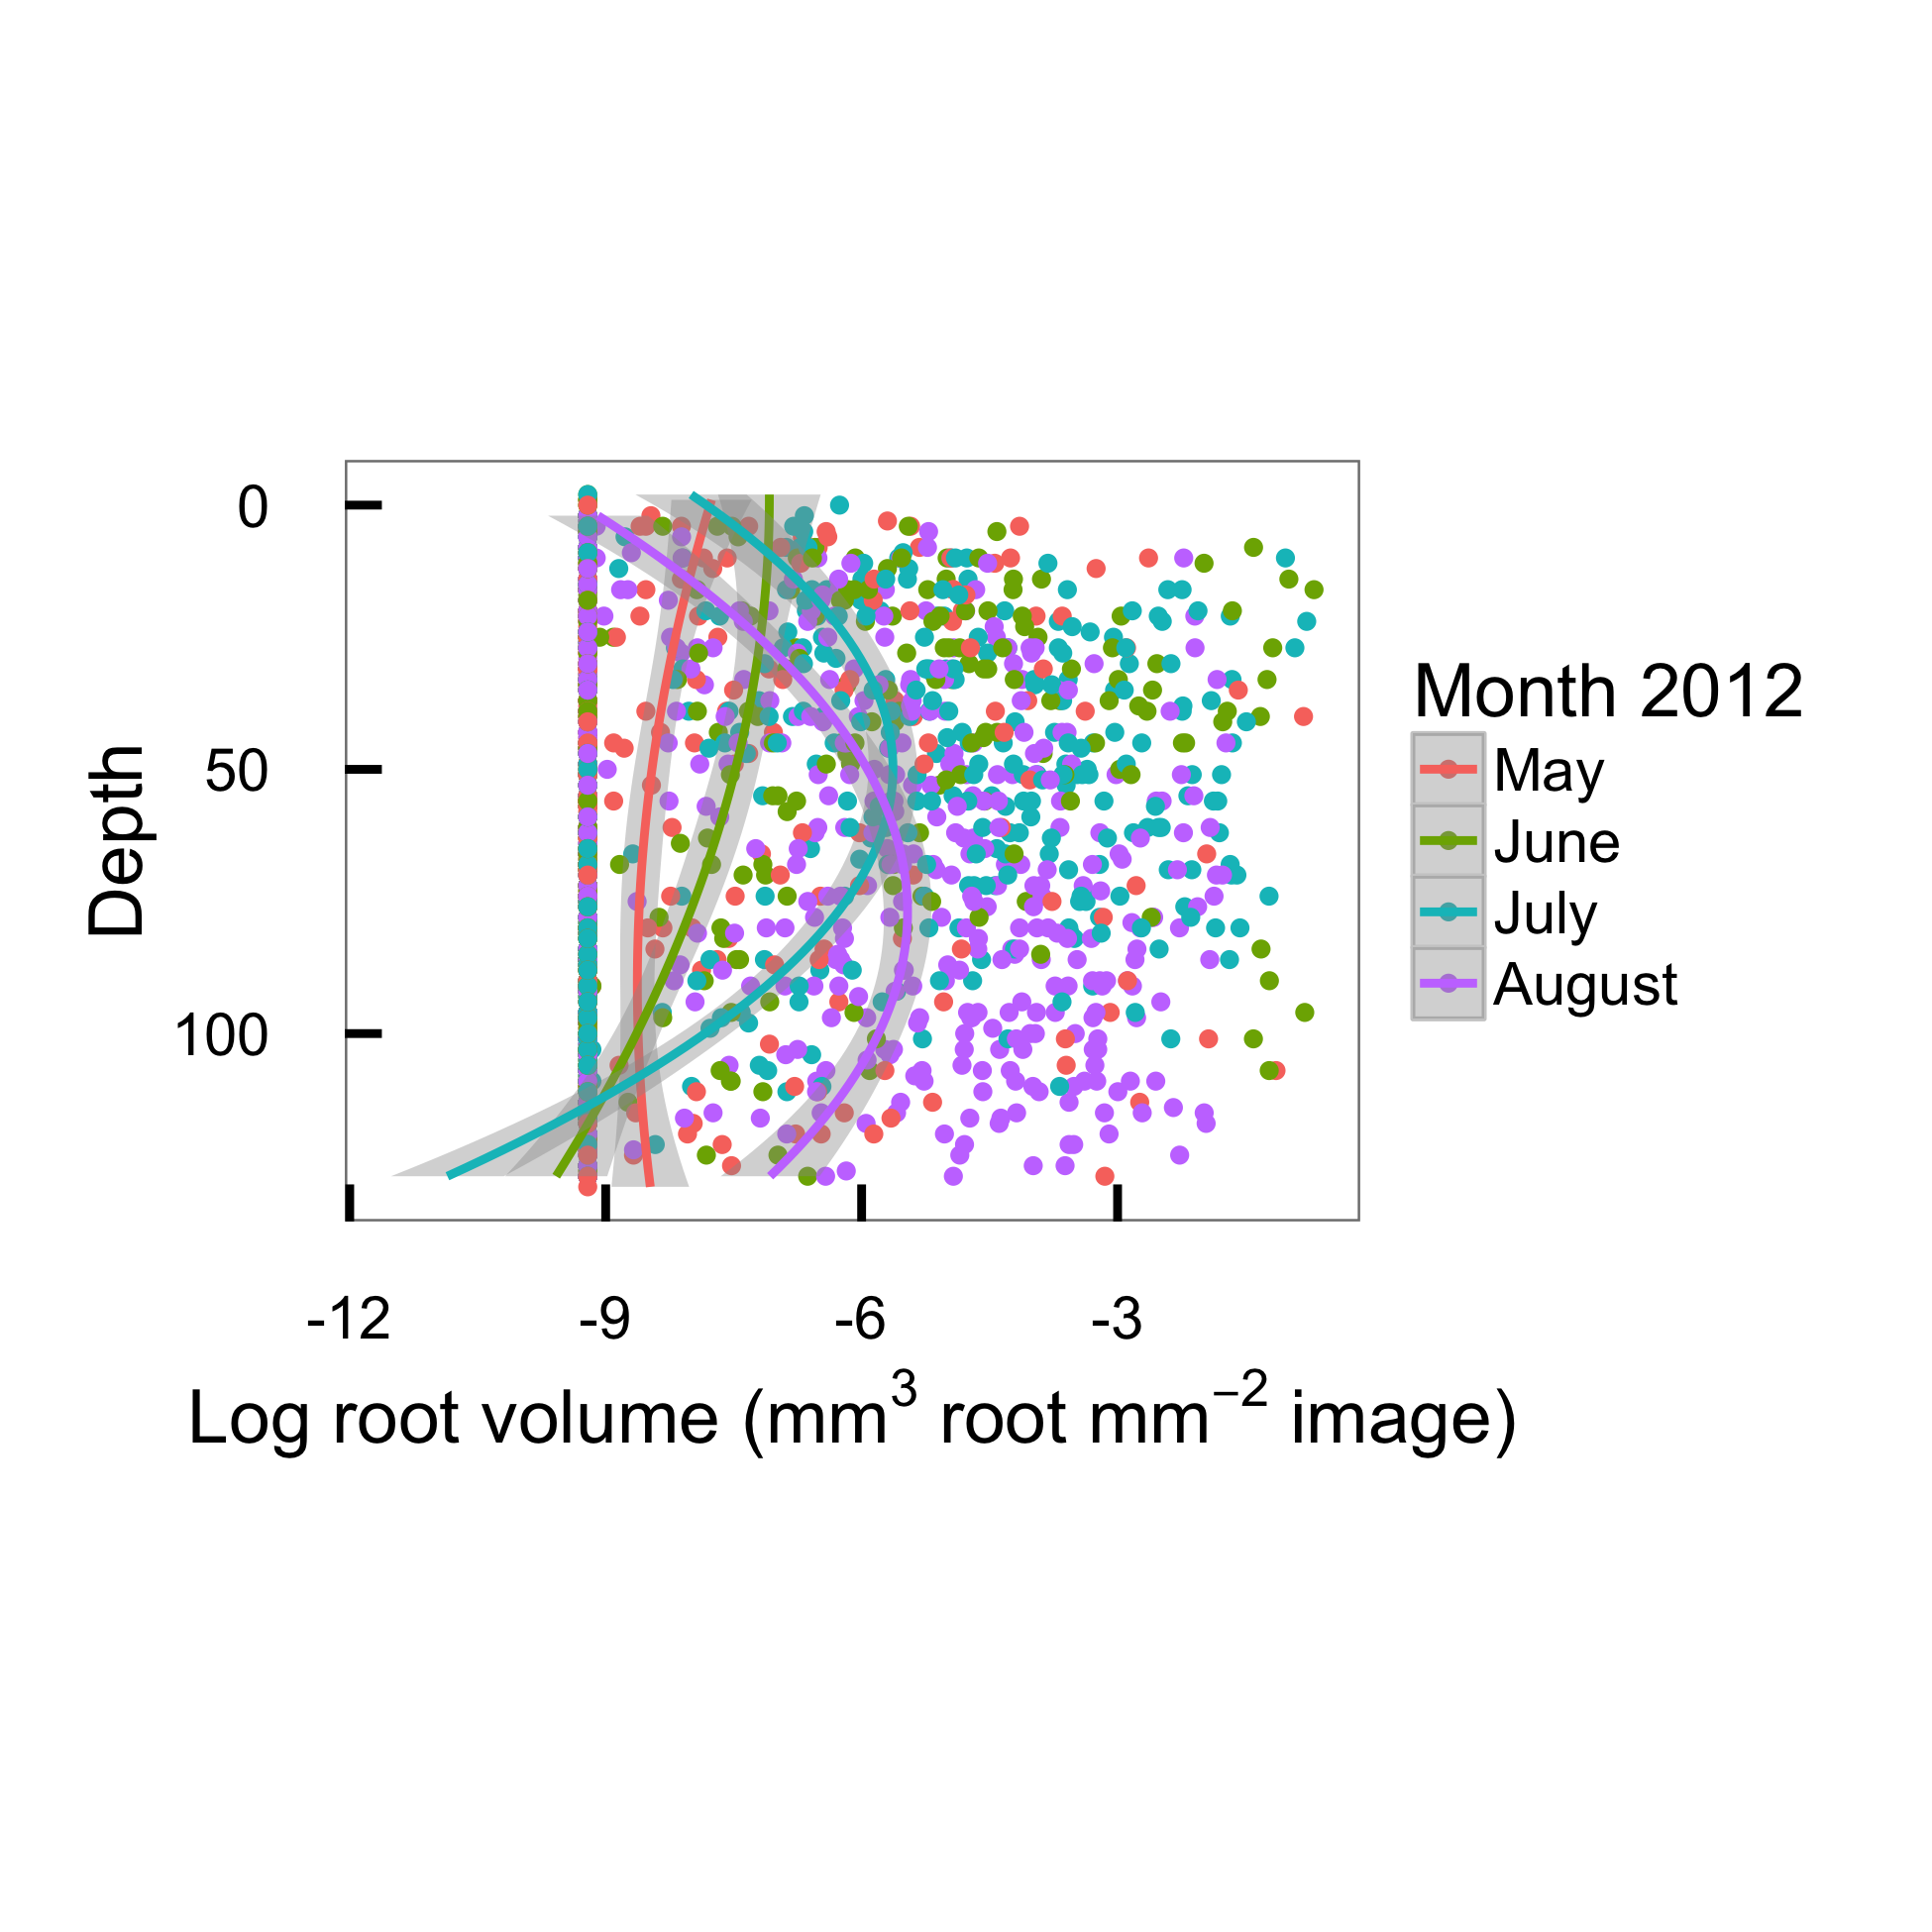 Depth
0
50
100
-12 -9 -6 -3
Log root volume (mm³ root mm⁻² image)
Month 2012
May
June
July
August